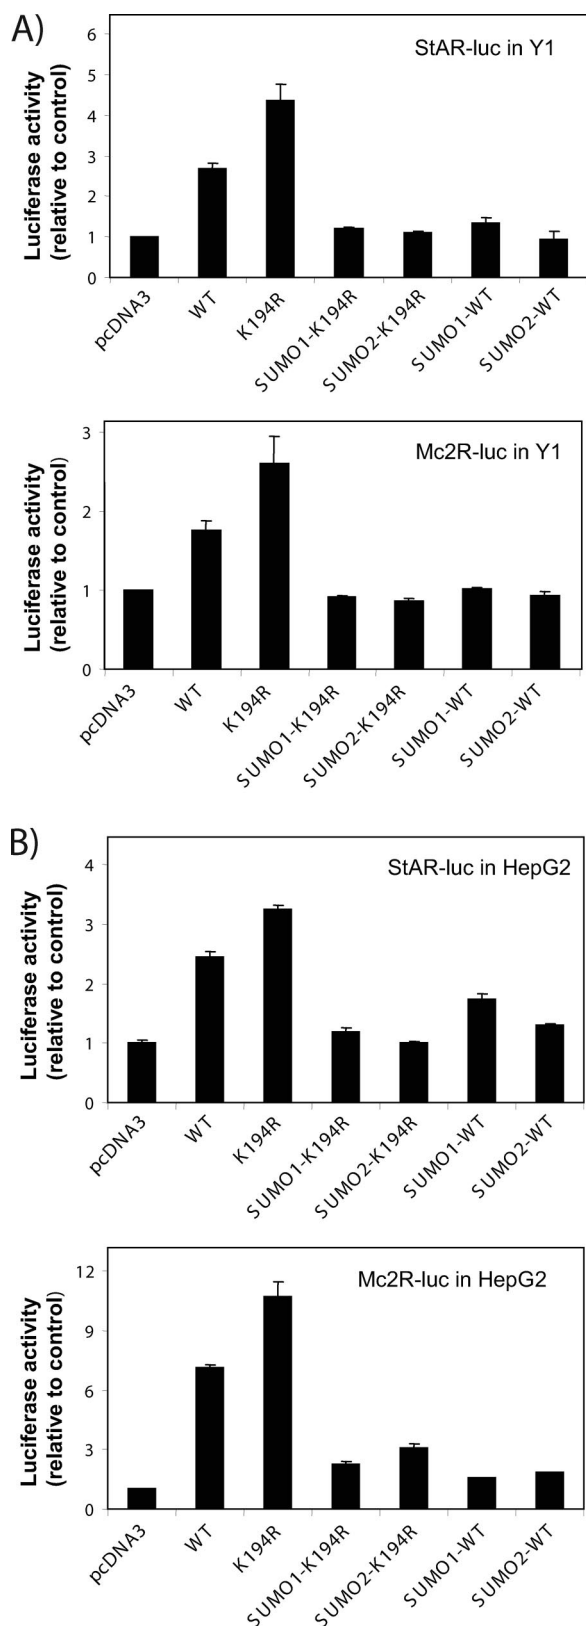 A)
StAR-luc in Y1
Luciferase activity
(relative to control)
6
5
4
3
2
1
0
pcDNA3
WT
K194R
SUMO1-K194R
SUMO2-K194R
SUMO1-WT
SUMO2-WT
Mc2R-luc in Y1
Luciferase activity
(relative to control)
3
2
1
0
pcDNA3
WT
K194R
SUMO1-K194R
SUMO2-K194R
SUMO1-WT
SUMO2-WT
B)
StAR-luc in HepG2
Luciferase activity
(relative to control)
4
3
2
1
0
pcDNA3
WT
K194R
SUMO1-K194R
SUMO2-K194R
SUMO1-WT
SUMO2-WT
Mc2R-luc in HepG2
Luciferase activity
(relative to control)
12
9
6
3
0
pcDNA3
WT
K194R
SUMO1-K194R
SUMO2-K194R
SUMO1-WT
SUMO2-WT